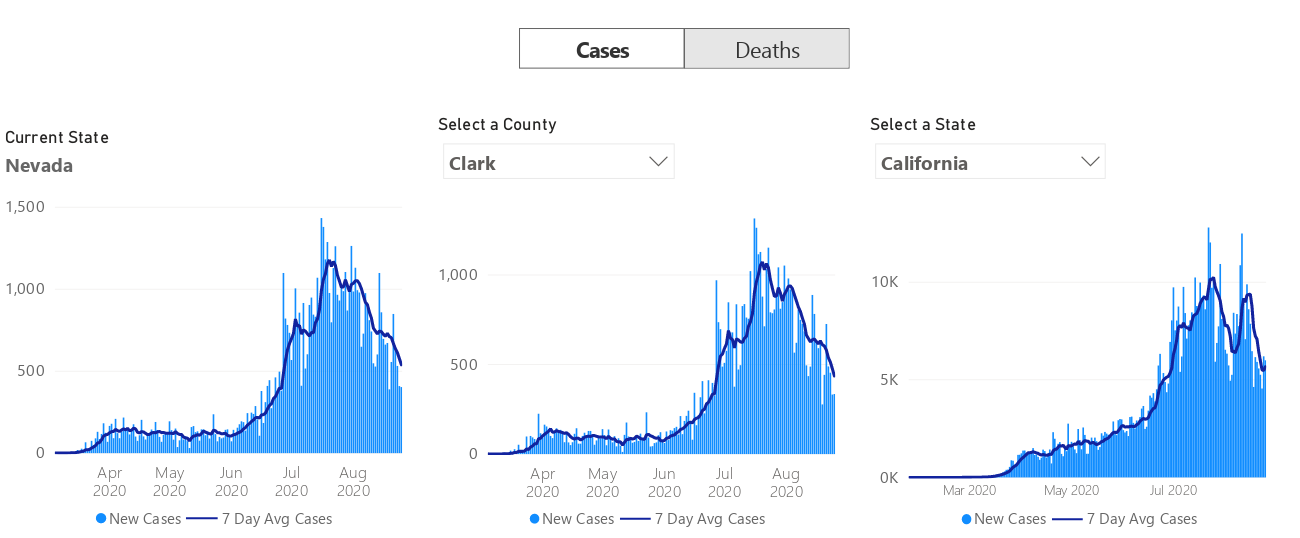 Cases Deaths
Current State
Nevada
1,500
1,000
500
0
Apr May Jun Jul Aug
2020 2020 2020 2020 2020
New Cases 7 Day Avg Cases
Select a County
Clark
1,000
500
0
Apr May Jun Jul Aug
2020 2020 2020 2020 2020
New Cases 7 Day Avg Cases
Select a State
California
10K
5K
0K
Mar 2020 May 2020 Jul 2020
New Cases 7 Day Avg Cases